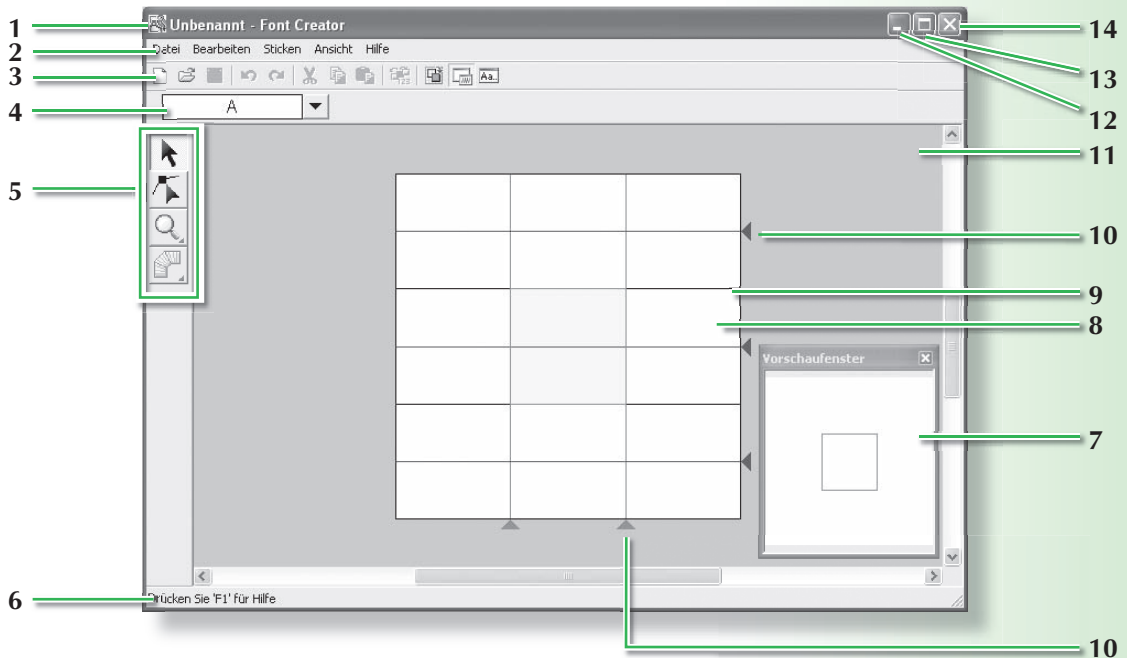 1 Unbenannt - Font Creator 14
2 Datei Bearbeiten Sticken Ansicht Hilfe
3 Aa..
13
4 A
12
11
5
10
9
8
Vorschaufenster
7
6 Drücken Sie 'F1' für Hilfe
10